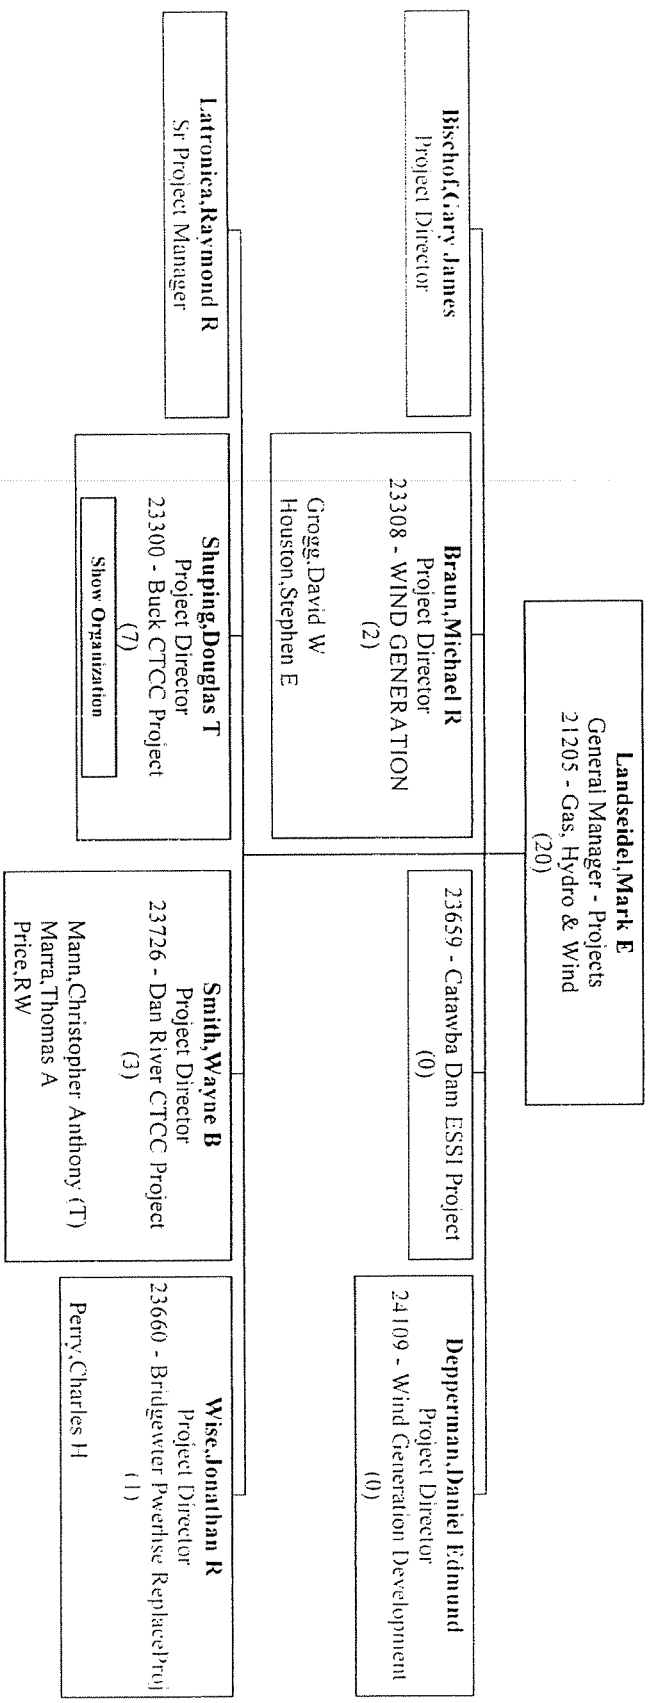 Landseidel,Mark E
General Manager - Projects
21205 - Gas, Hydro & Wind
(20)
Bischof,Gary James
Project Director
Braun,Michael R
Project Director
23308 - WIND GENERATION
(2)
Grogg,David W
Houston,Stephen E
23659 - Catawba Dam ESSI Project
(0)
Depperman,Daniel Edmund
Project Director
24109 - Wind Generation Development
(0)
Latronica,Raymond R
Sr Project Manager
Shuping,Douglas T
Project Director
23300 - Buck CTCC Project
(7)
Show Organization
Smith,Wayne B
Project Director
23726 - Dan River CTCC Project
(3)
Mann,Christopher Anthony (T)
Marra,Thomas A
Price,RW
Wise,Jonathan R
Project Director
23660 - Bridgewter Pwerhse ReplaceProj
(1)
Perry,Charles H